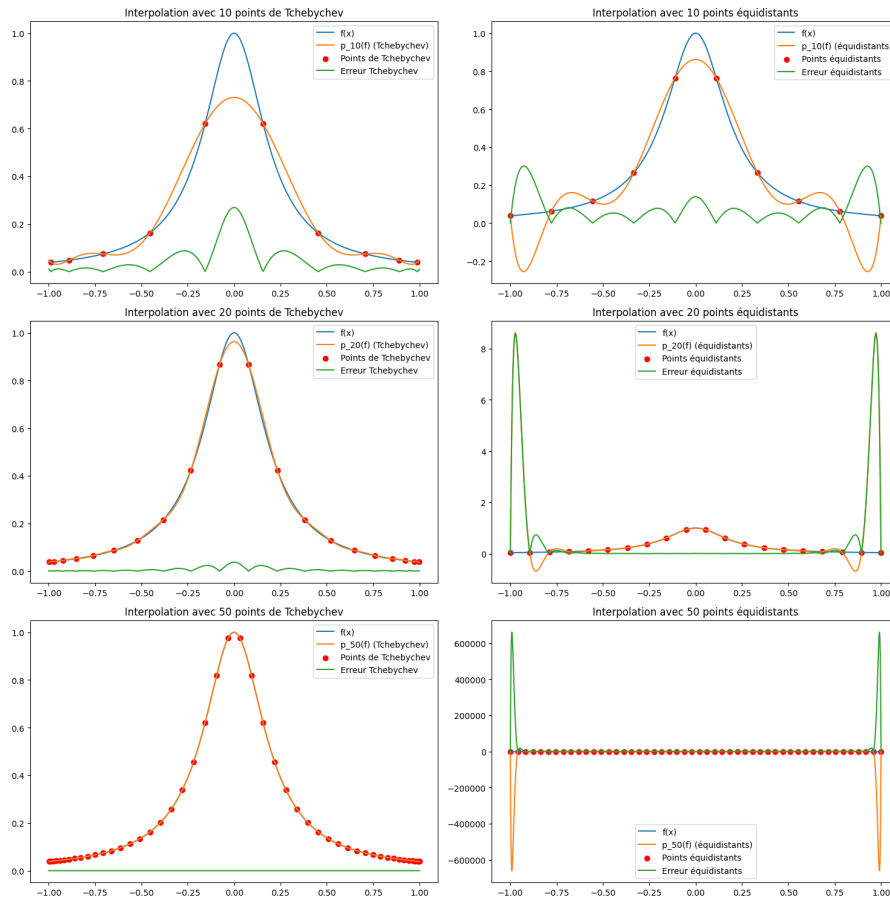 Interpolation avec 10 points de Tchebychev
f(x)
p_10(f) (Tchebychev)
Points de Tchebychev
Erreur Tchebychev
1.0
0.8
0.6
0.4
0.2
0.0
−1.00 −0.75 −0.50 −0.25 0.00 0.25 0.50 0.75 1.00
Interpolation avec 10 points équidistants
f(x)
p_10(f) (équidistants)
Points équidistants
Erreur équidistants
1.0
0.8
0.6
0.4
0.2
0.0
−0.2
−1.00 −0.75 −0.50 −0.25 0.00 0.25 0.50 0.75 1.00
Interpolation avec 20 points de Tchebychev
f(x)
p_20(f) (Tchebychev)
Points de Tchebychev
Erreur Tchebychev
1.0
0.8
0.6
0.4
0.2
0.0
−1.00 −0.75 −0.50 −0.25 0.00 0.25 0.50 0.75 1.00
Interpolation avec 20 points équidistants
f(x)
p_20(f) (équidistants)
Points équidistants
Erreur équidistants
8
6
4
2
0
−1.00 −0.75 −0.50 −0.25 0.00 0.25 0.50 0.75 1.00
Interpolation avec 50 points de Tchebychev
f(x)
p_50(f) (Tchebychev)
Points de Tchebychev
Erreur Tchebychev
1.0
0.8
0.6
0.4
0.2
0.0
−1.00 −0.75 −0.50 −0.25 0.00 0.25 0.50 0.75 1.00
Interpolation avec 50 points équidistants
600000
400000
200000
0
−200000
−400000
−600000
f(x)
p_50(f) (équidistants)
Points équidistants
Erreur équidistants
−1.00 −0.75 −0.50 −0.25 0.00 0.25 0.50 0.75 1.00